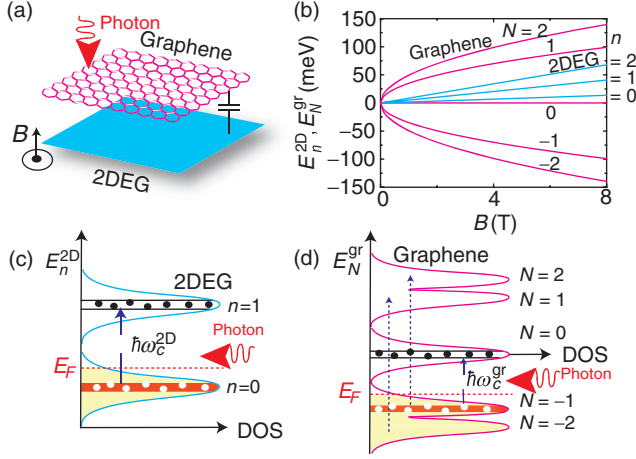 (a)
Photon
Graphene
B
2DEG
(b)
E_n^2D, E_N^gr (meV)
150
100
50
0
−50
−100
−150
0
4
8
B(T)
Graphene
N = 2
1
2DEG
n
= 2
= 1
= 0
0
−1
−2
(c)
E_n^2D
2DEG
n=1
ħω_c^2D
Photon
E_F
n=0
DOS
(d)
E_N^gr
Graphene
N = 2
N = 1
N = 0
DOS
ħω_c^gr
Photon
E_F
N = −1
N = −2